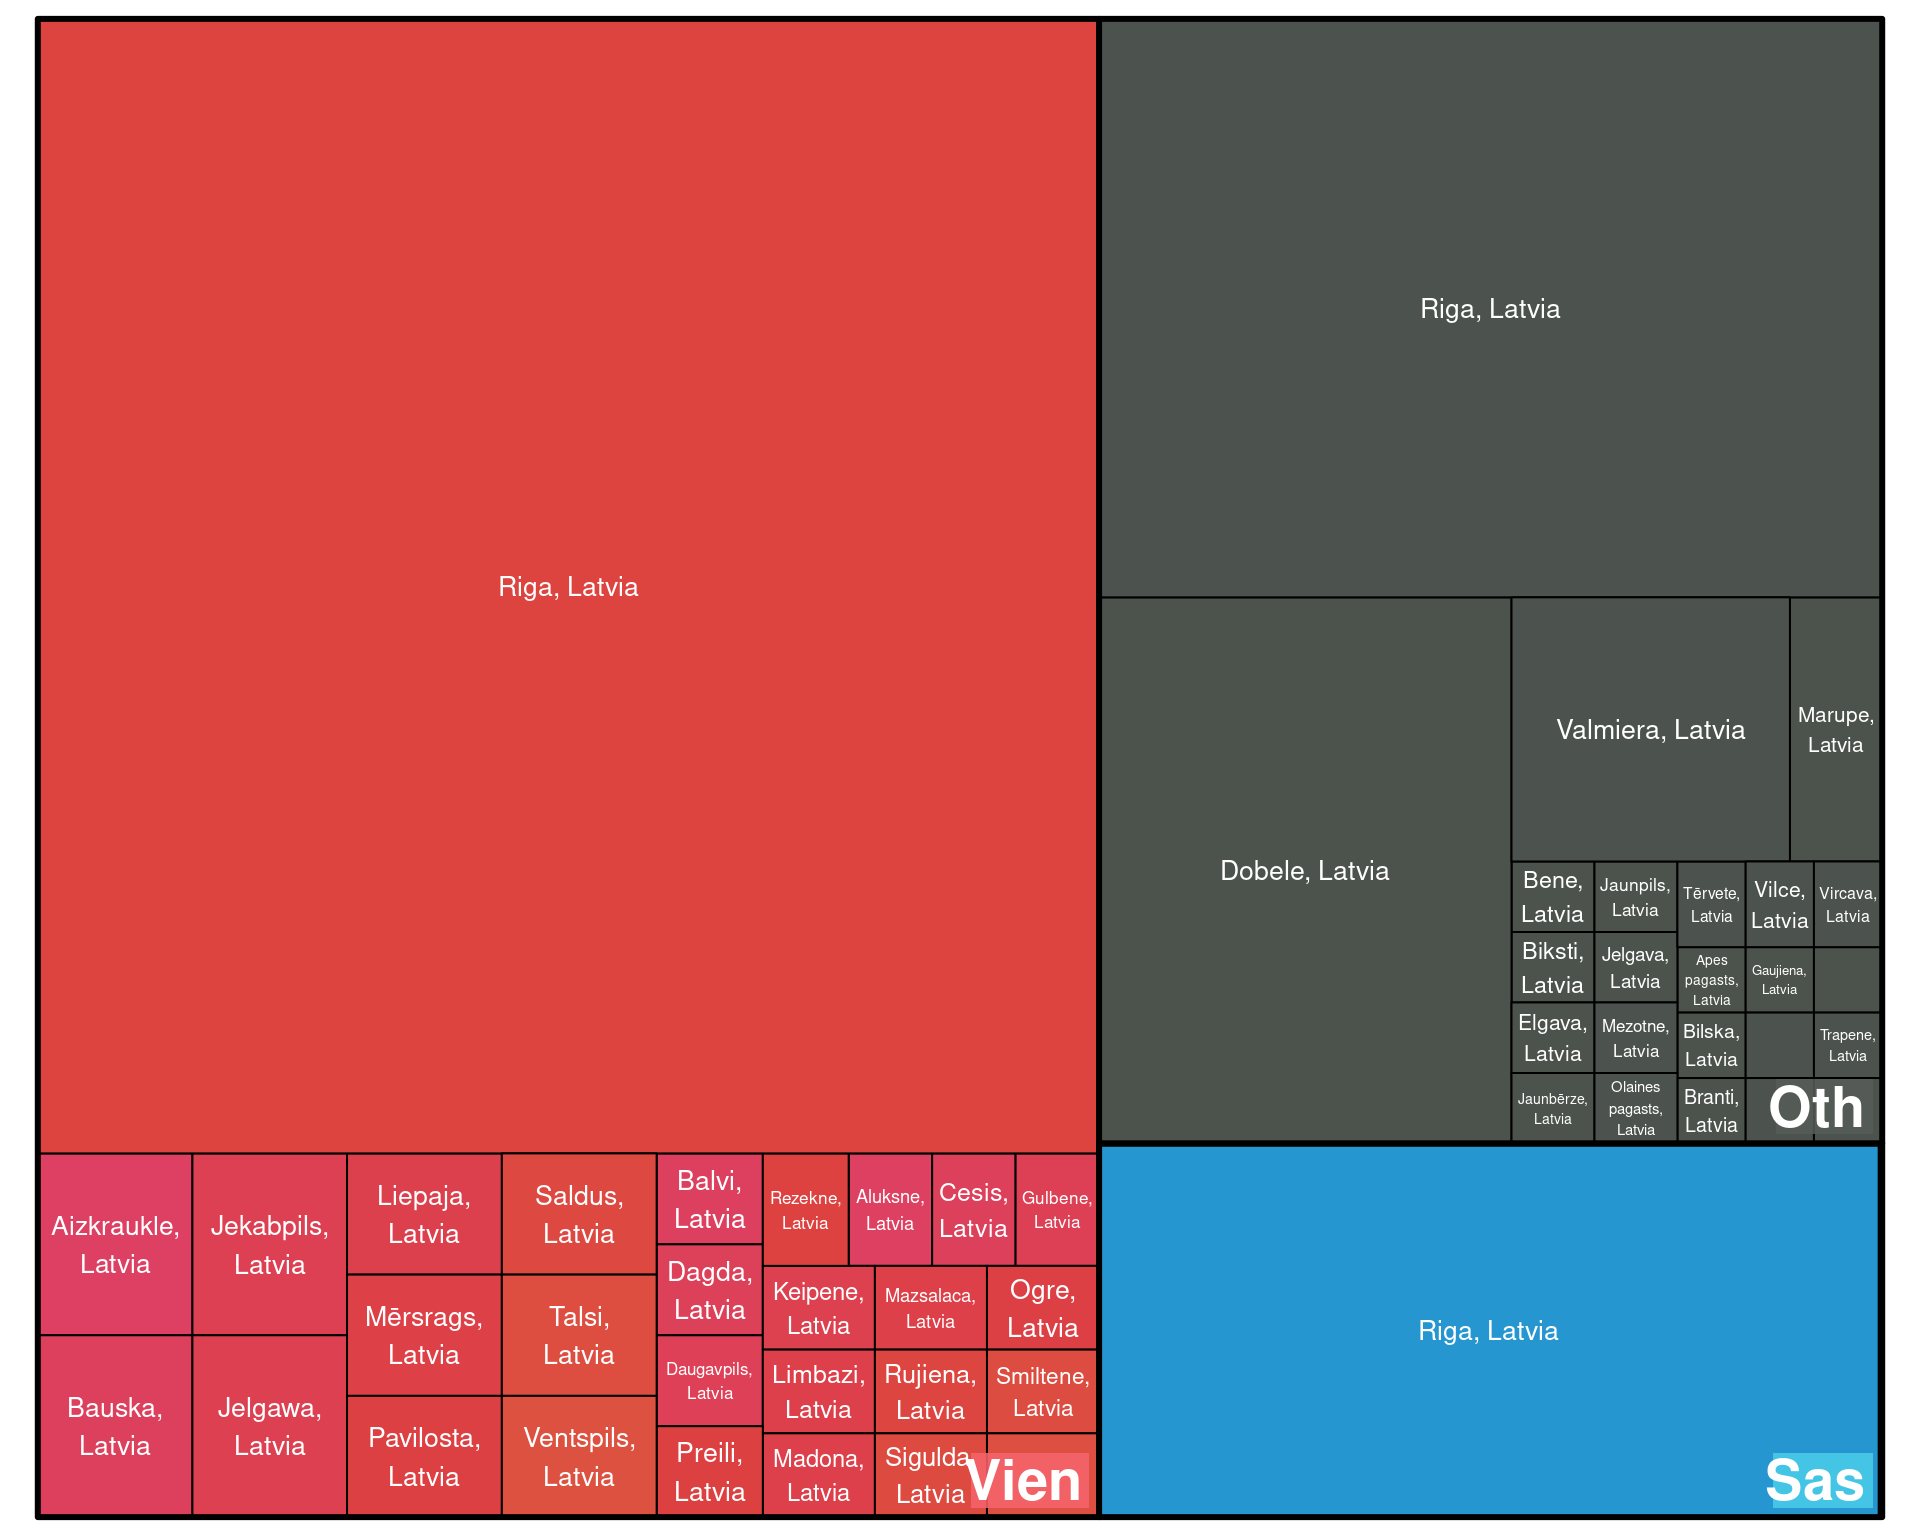 Riga, Latvia
Aizkraukle,
Latvia
Bauska,
Latvia
Jekabpils,
Latvia
Jelgawa,
Latvia
Liepaja,
Latvia
Mērsrags,
Latvia
Pavilosta,
Latvia
Saldus,
Latvia
Talsi,
Latvia
Ventspils,
Latvia
Balvi,
Latvia
Dagda,
Latvia
Daugavpils,
Latvia
Preili,
Latvia
Rezekne,
Latvia
Aluksne,
Latvia
Cesis,
Latvia
Gulbene,
Latvia
Keipene,
Latvia
Mazsalaca,
Latvia
Ogre,
Latvia
Limbazi,
Latvia
Rujiena,
Latvia
Smiltene,
Latvia
Madona,
Latvia
Sigulda,
Latvia
Vien
Riga, Latvia
Dobele, Latvia
Valmiera, Latvia
Marupe,
Latvia
Bene,
Latvia
Jaunpils,
Latvia
Tērvete,
Latvia
Vilce,
Latvia
Vircava,
Latvia
Biksti,
Latvia
Jelgava,
Latvia
Apes
pagasts,
Latvia
Gaujiena,
Latvia
Elgava,
Latvia
Mezotne,
Latvia
Bilska,
Latvia
Trapene,
Latvia
Jaunbērze,
Latvia
Olaines
pagasts,
Latvia
Branti,
Latvia
Oth
Riga, Latvia
Sas